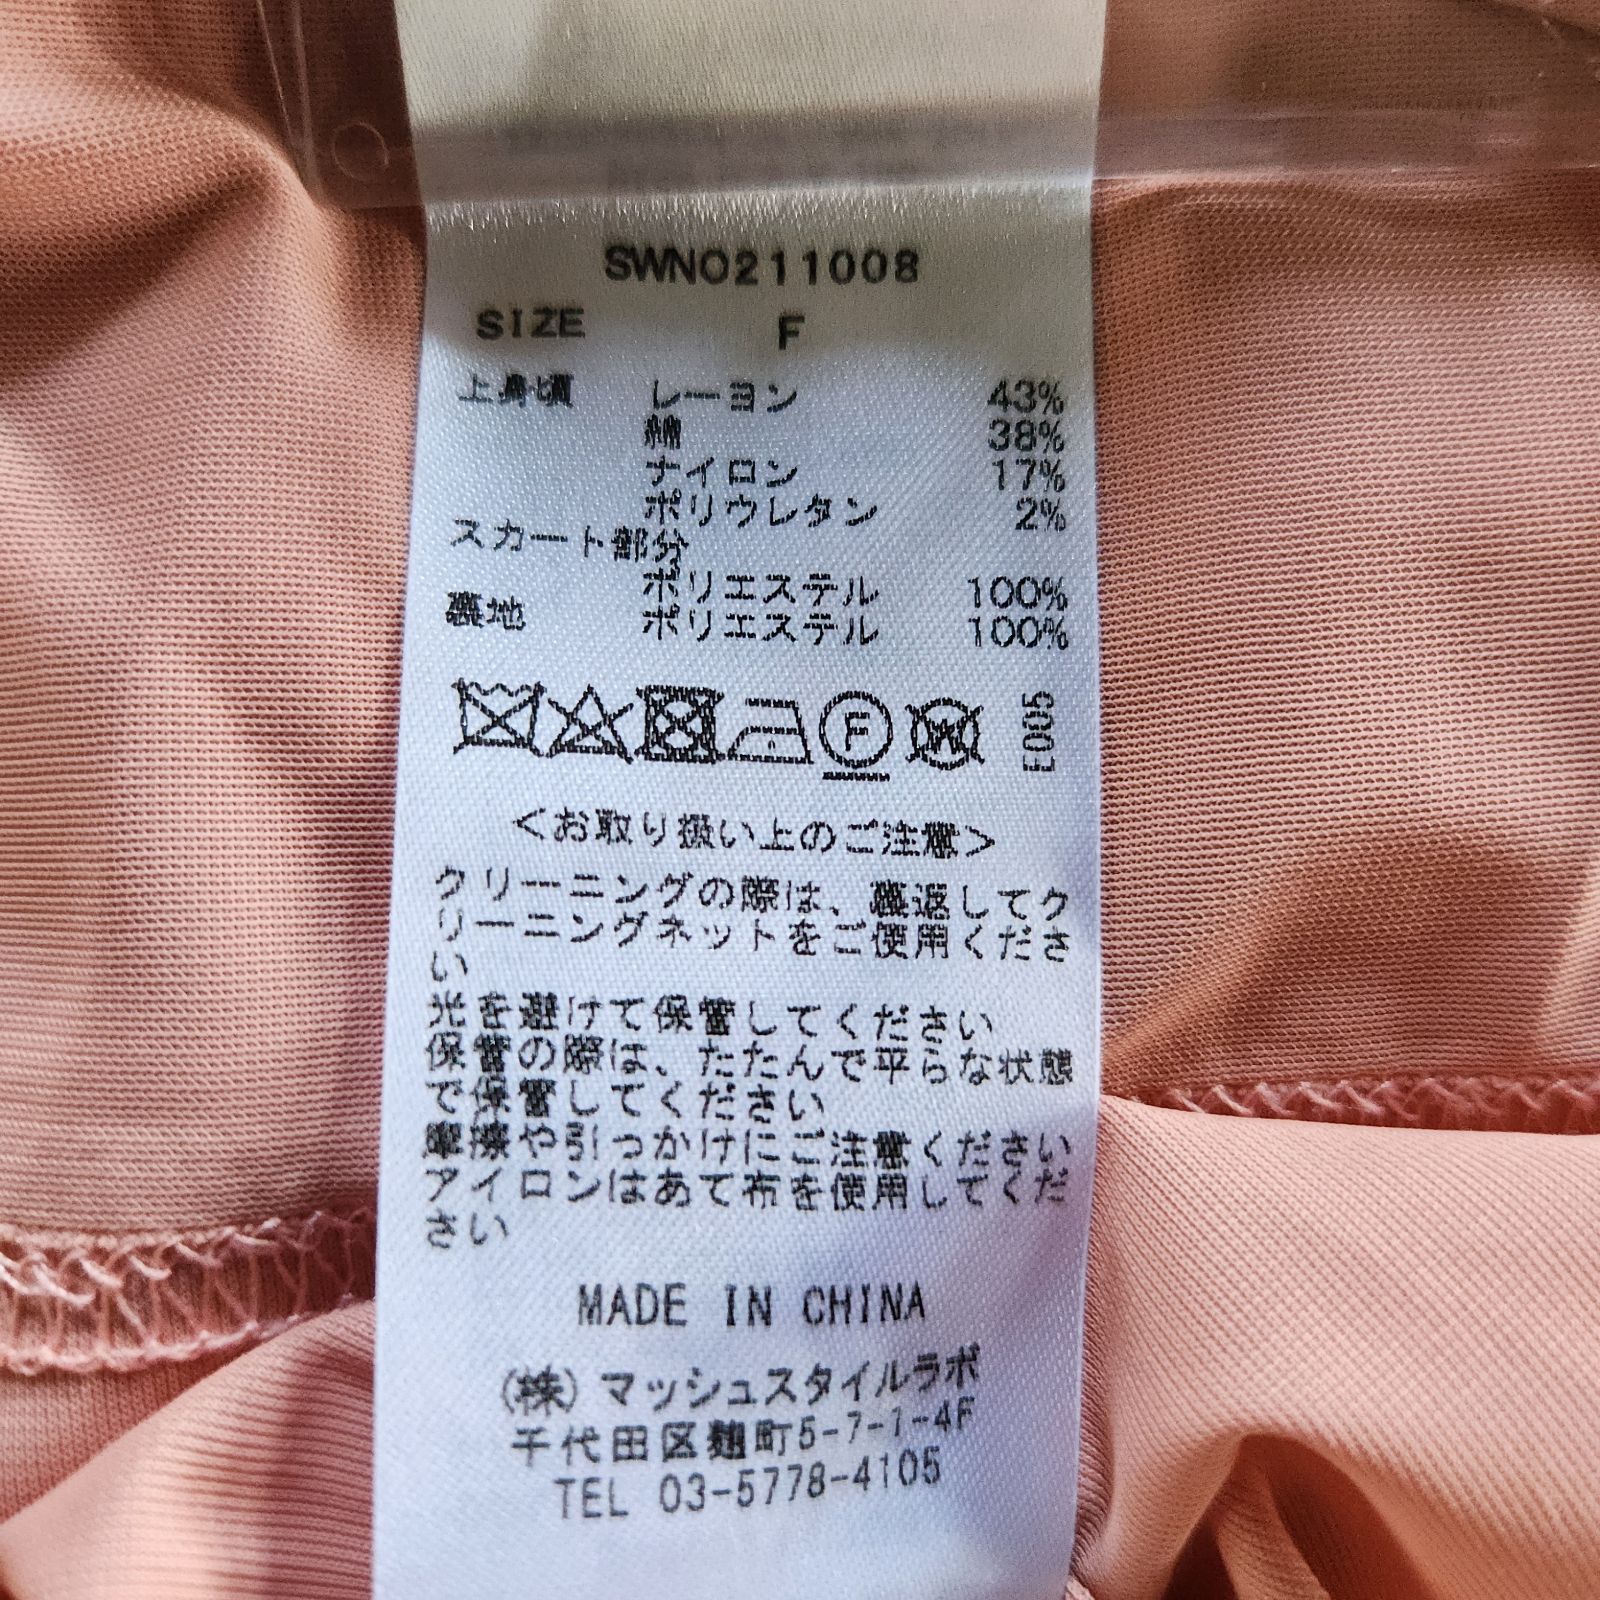 SWNO211008
SIZE F
上身頃 レーヨン 43%
綿 38%
ナイロン 17%
ポリウレタン 2%
スカート部分
ポリエステル 100%
裏地 ポリエステル 100%
F W E005
<お取り扱い上のご注意>
クリーニングの際は、裏返してク
リーニングネットをご使用くださ
い
光を避けて保管してください
保管の際は、たたんで平らな状態
で保管してください
摩擦や引っかけにご注意ください
アイロンはあて布を使用してくだ
さい
MADE IN CHINA
(株)マッシュスタイルラボ
千代田区麹町5-7-1-4F
TEL 03-5778-4105